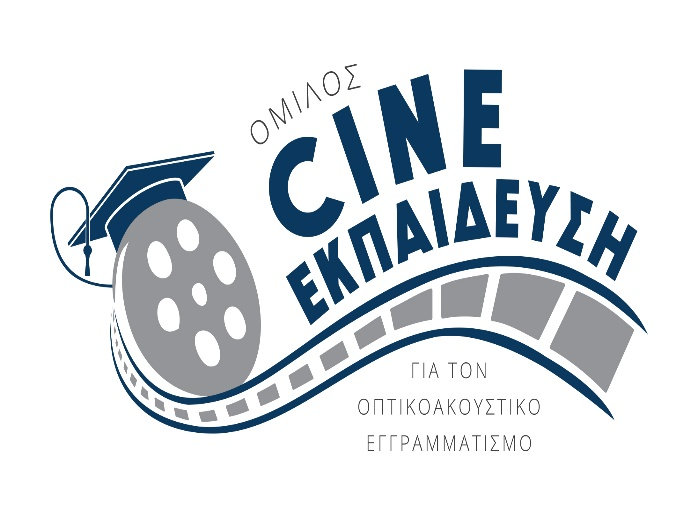 ΟΜΙΛΟΣ
CINE
ΕΚΠΑΙΔΕΥΣΗ
ΓΙΑ ΤΟΝ
ΟΠΤΙΚΟΑΚΟΥΣΤΙΚΟ
ΕΓΓΡΑΜΜΑΤΙΣΜΟ